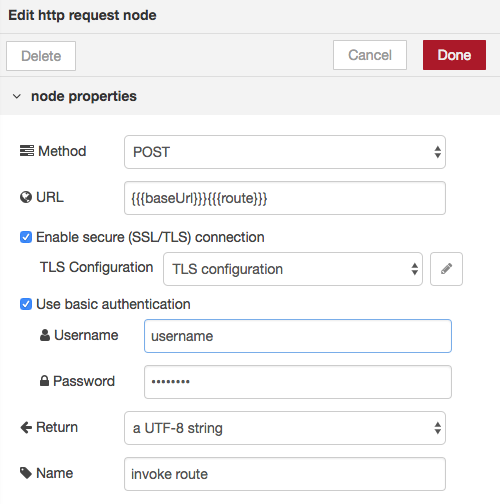 Edit http request node
Delete
Cancel
Done
node properties
Method
POST
URL
{{{baseUrl}}}{{{route}}}
Enable secure (SSL/TLS) connection
TLS Configuration
TLS configuration
Use basic authentication
Username
username
Password
••••••••
Return
a UTF-8 string
Name
invoke route